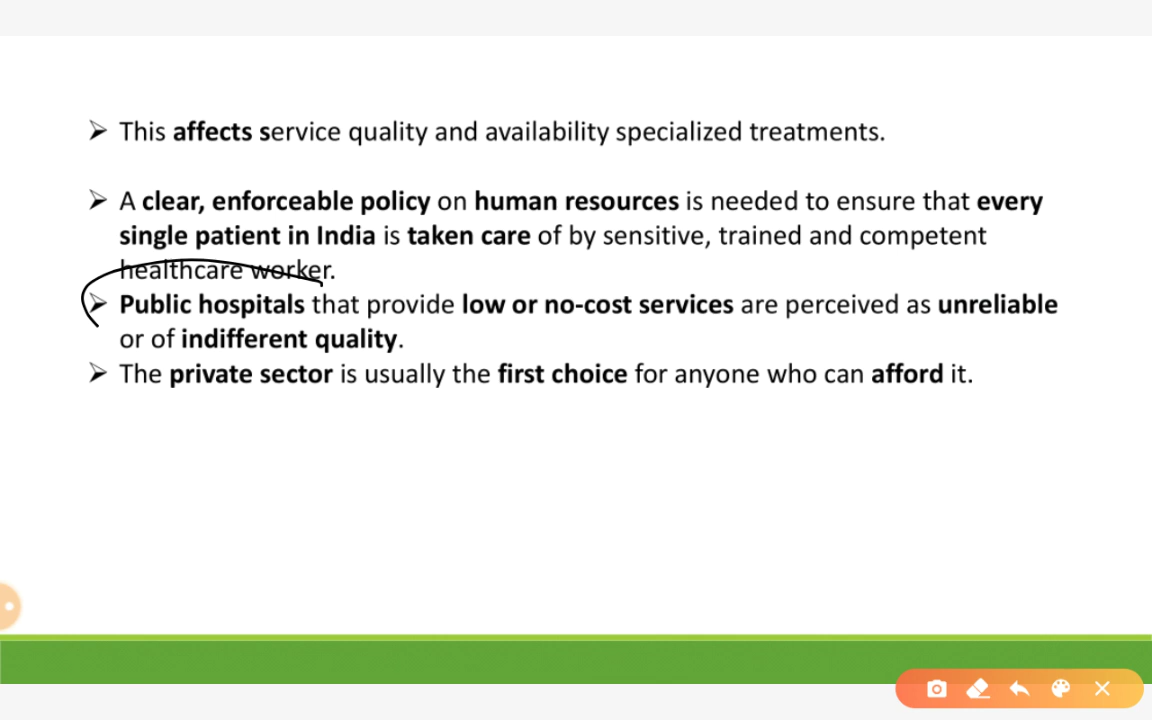 ➢ This affects service quality and availability specialized treatments.
➢ A clear, enforceable policy on human resources is needed to ensure that every
single patient in India is taken care of by sensitive, trained and competent
healthcare worker.
➢ Public hospitals that provide low or no-cost services are perceived as unreliable
or of indifferent quality.
➢ The private sector is usually the first choice for anyone who can afford it.